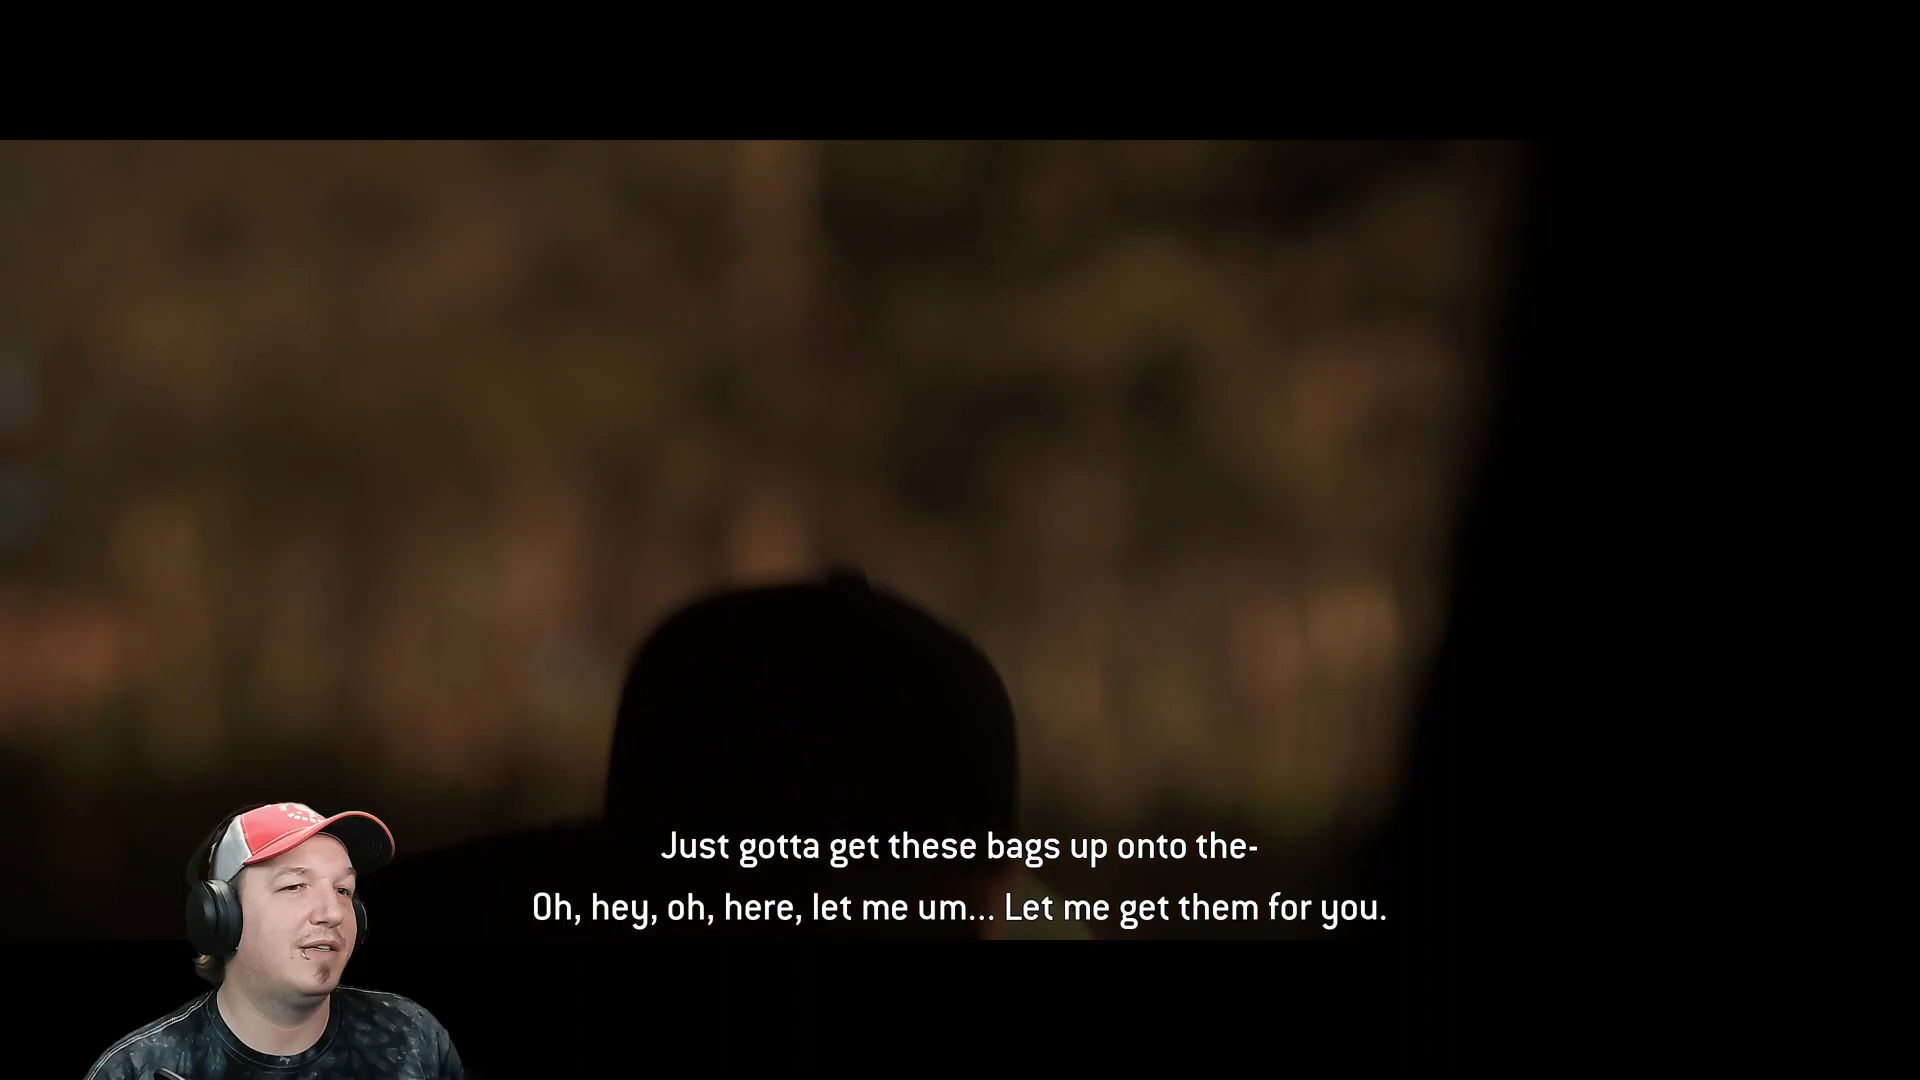 Just gotta get these bags up onto the-
Oh, hey, oh, here, let me um... Let me get them for you.